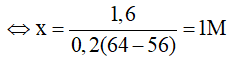 ⇔ x = 1,6 / 0,2(64 − 56) = 1M